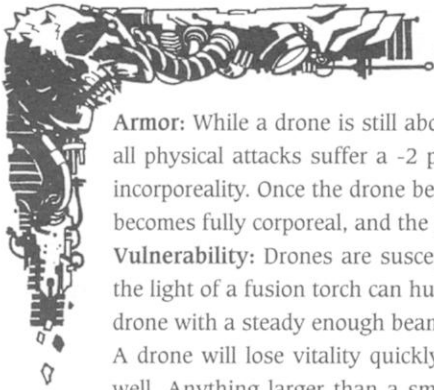 Armor: While a drone is still abo
all physical attacks suffer a -2 p
incorporeality. Once the drone be
becomes fully corporeal, and the
Vulnerability: Drones are susce
the light of a fusion torch can hu
drone with a steady enough bean
A drone will lose vitality quickly
well. Anything larger than a sm